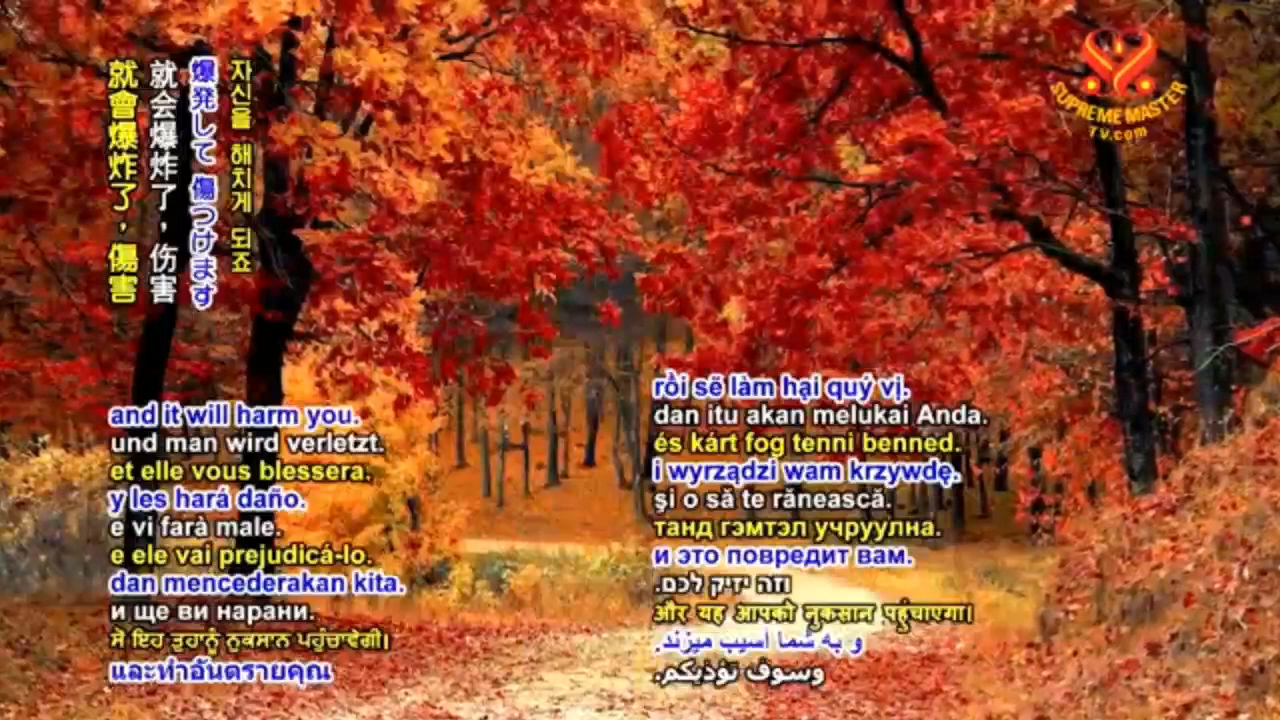 就會爆炸了，傷害
就会爆炸了，伤害
爆発して 傷つけます
자신을 해치게 되죠
SUPREME MASTER
TV.com
and it will harm you.
und man wird verletzt.
et elle vous blessera.
y les hará daño.
e vi farà male.
e ele vai prejudicá-lo.
dan mencederakan kita.
и ще ви нарани.
ਸੋ ਇਹ ਤੁਹਾਨੂੰ ਨੁਕਸਾਨ ਪਹੁੰਚਾਵੇਗੀ।
และทำอันตรายคุณ
rồi sẽ làm hại quý vị.
dan itu akan melukai Anda.
és kárt fog tenni benned.
i wyrządzi wam krzywdę.
şi o să te rănească.
танд гэмтэл учруулна.
и это повредит вам.
וזה יזיק לכם.
और यह आपको नुकसान पहुंचाएगा।
و به شما آسیب میزند.
وسوف تؤذيكم.